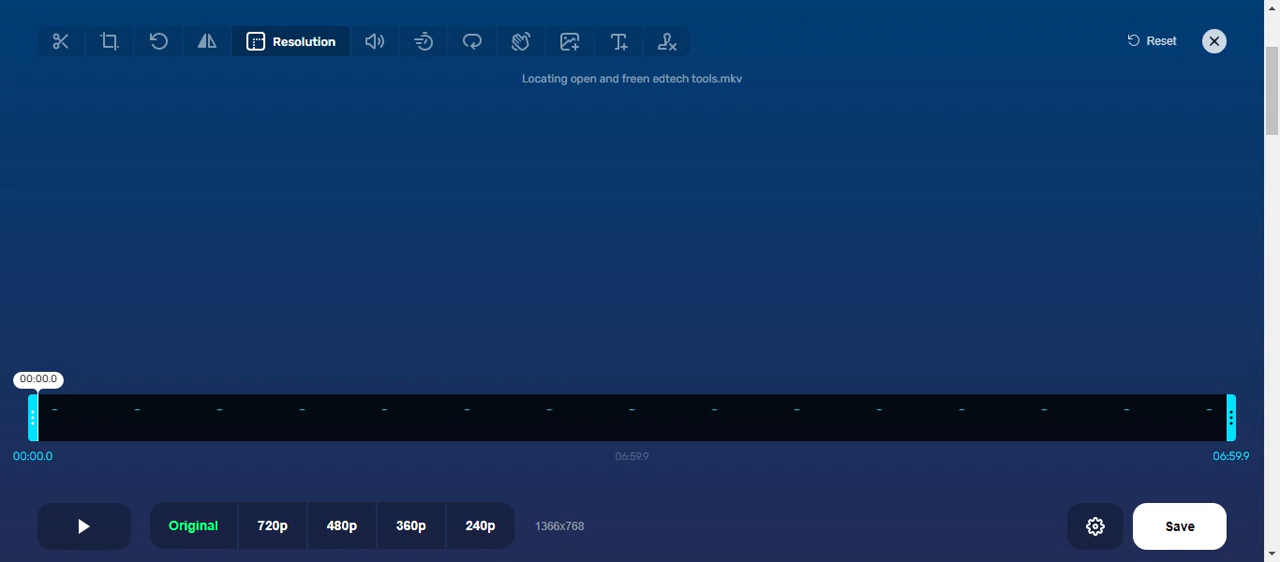 Resolution
Reset
Locating open and freen edtech tools.mkv
00:00.0
00:00.0
06:59.9
06:59.9
Original
720p
480p
360p
240p
1366x768
Save